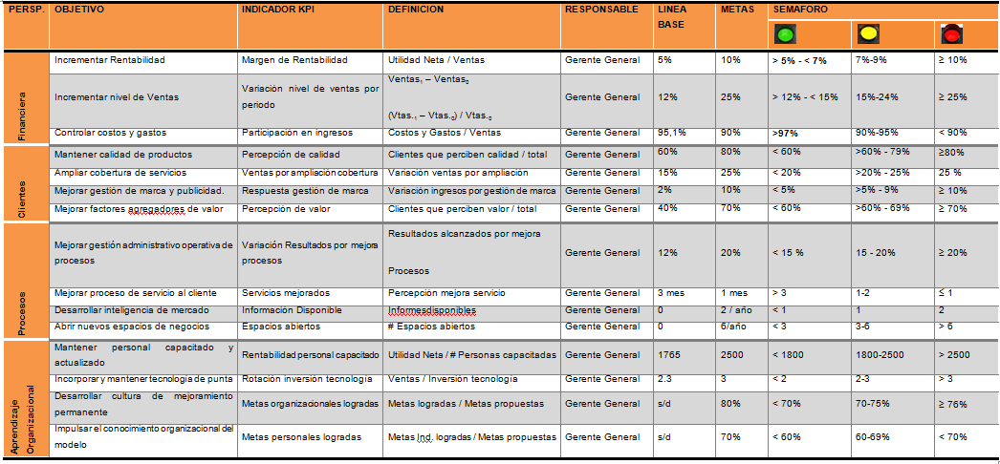 PERSP. OBJETIVO INDICADOR KPI DEFINICION RESPONSABLE LINEA BASE METAS SEMAFORO
Financiera
Incrementar Rentabilidad Margen de Rentabilidad Utilidad Neta / Ventas Gerente General 5% 10% > 5% - < 7% 7%-9% ≥ 10%
Incrementar nivel de Ventas Variación nivel de ventas por periodo Ventas₁ – Ventas₀ (Vtas.₁ – Vtas.₀) / Vtas.₀ Gerente General 12% 25% > 12% - < 15% 15%-24% ≥ 25%
Controlar costos y gastos Participación en ingresos Costos y Gastos / Ventas Gerente General 95,1% 90% >97% 90%-95% < 90%
Clientes
Mantener calidad de productos Percepción de calidad Clientes que perciben calidad / total Gerente General 60% 80% < 60% >60% - 79% ≥80%
Ampliar cobertura de servicios Ventas por ampliación cobertura Variación ventas por ampliación Gerente General 15% 25% < 20% >20% - 25% 25 %
Mejorar gestión de marca y publicidad. Respuesta gestión de marca Variación ingresos por gestión de marca Gerente General 2% 10% < 5% >5% - 9% ≥ 10%
Mejorar factores agregadores de valor Percepción de valor Clientes que perciben valor / total Gerente General 40% 70% < 60% >60% - 69% ≥ 70%
Procesos
Mejorar gestión administrativo operativa de procesos Variación Resultados por mejora procesos Resultados alcanzados por mejora Procesos Gerente General 12% 20% < 15 % 15 - 20% ≥ 20%
Mejorar proceso de servicio al cliente Servicios mejorados Percepción mejora servicio Gerente General 3 mes 1 mes > 3 1-2 ≤ 1
Desarrollar inteligencia de mercado Información Disponible Informesdisponibles Gerente General 0 2 / año < 1 1 2
Abrir nuevos espacios de negocios Espacios abiertos # Espacios abiertos Gerente General 0 6/año < 3 3-6 > 6
Aprendizaje Organizacional
Mantener personal capacitado y actualizado Rentabilidad personal capacitado Utilidad Neta / # Personas capacitadas Gerente General 1765 2500 < 1800 1800-2500 > 2500
Incorporar y mantener tecnología de punta Rotación inversión tecnología Ventas / Inversión tecnología Gerente General 2.3 3 < 2 2-3 > 3
Desarrollar cultura de mejoramiento permanente Metas organizacionales logradas Metas logradas / Metas propuestas Gerente General s/d 80% < 70% 70-75% ≥ 76%
Impulsar el conocimiento organizacional del modelo Metas personales logradas Metas Ind. logradas / Metas propuestas Gerente General s/d 70% < 60% 60-69% < 70%